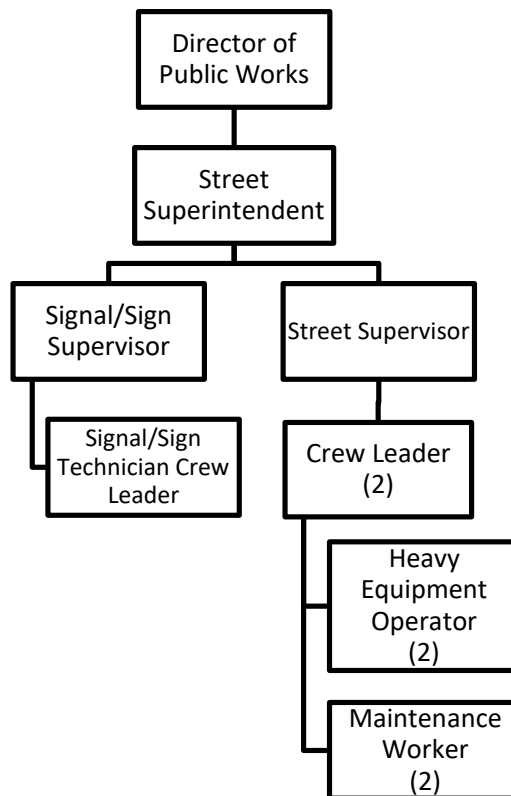 Director of
Public Works
Street
Superintendent
Signal/Sign
Supervisor
Street Supervisor
Signal/Sign
Technician Crew
Leader
Crew Leader
(2)
Heavy
Equipment
Operator
(2)
Maintenance
Worker
(2)